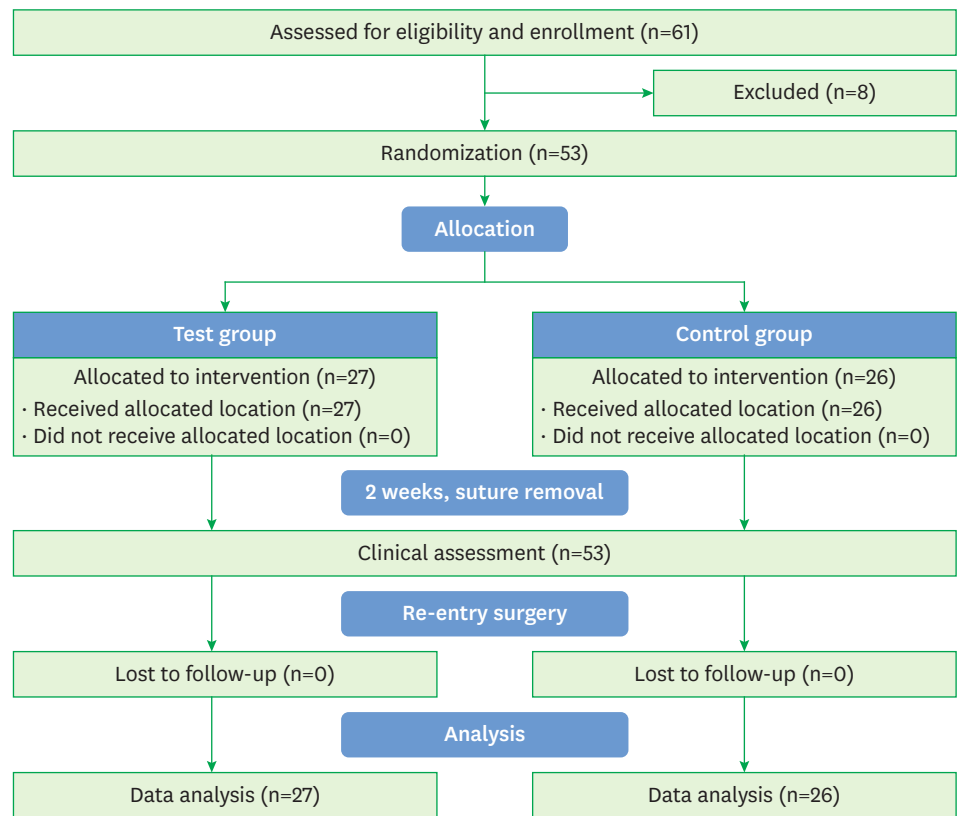 Assessed for eligibility and enrollment (n=61)
Excluded (n=8)
Randomization (n=53)
Allocation
Test group
Allocated to intervention (n=27)
· Received allocated location (n=27)
· Did not receive allocated location (n=0)
Control group
Allocated to intervention (n=26)
· Received allocated location (n=26)
· Did not receive allocated location (n=0)
2 weeks, suture removal
Clinical assessment (n=53)
Re-entry surgery
Lost to follow-up (n=0)
Lost to follow-up (n=0)
Analysis
Data analysis (n=27)
Data analysis (n=26)